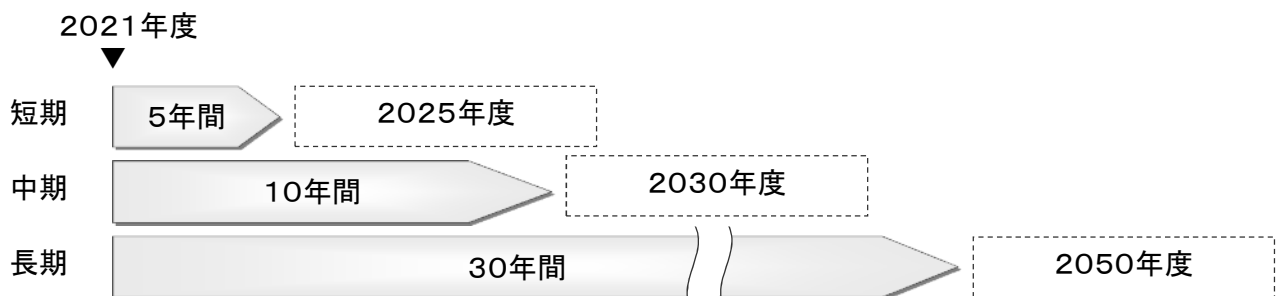 2021年度
▼
短期
5年間
2025年度
中期
10年間
2030年度
長期
30年間
2050年度